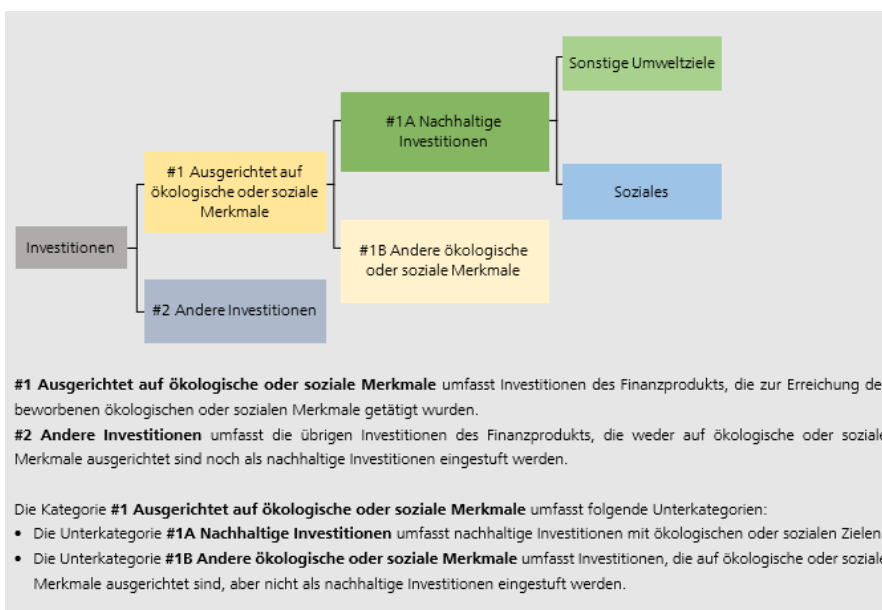 Sonstige Umweltziele
#1A Nachhaltige
Investitionen
#1 Ausgerichtet auf
ökologische oder soziale
Merkmale
Soziales
Investitionen
#1B Andere ökologische
oder soziale Merkmale
#2 Andere Investitionen
#1 Ausgerichtet auf ökologische oder soziale Merkmale umfasst Investitionen des Finanzprodukts, die zur Erreichung de
beworbenen ökologischen oder sozialen Merkmale getätigt wurden.
#2 Andere Investitionen umfasst die übrigen Investitionen des Finanzprodukts, die weder auf ökologische oder soziale
Merkmale ausgerichtet sind noch als nachhaltige Investitionen eingestuft werden.
Die Kategorie #1 Ausgerichtet auf ökologische oder soziale Merkmale umfasst folgende Unterkategorien:
• Die Unterkategorie #1A Nachhaltige Investitionen umfasst nachhaltige Investitionen mit ökologischen oder sozialen Zielen
• Die Unterkategorie #1B Andere ökologische oder soziale Merkmale umfasst Investitionen, die auf ökologische oder soziale
Merkmale ausgerichtet sind, aber nicht als nachhaltige Investitionen eingestuft werden.